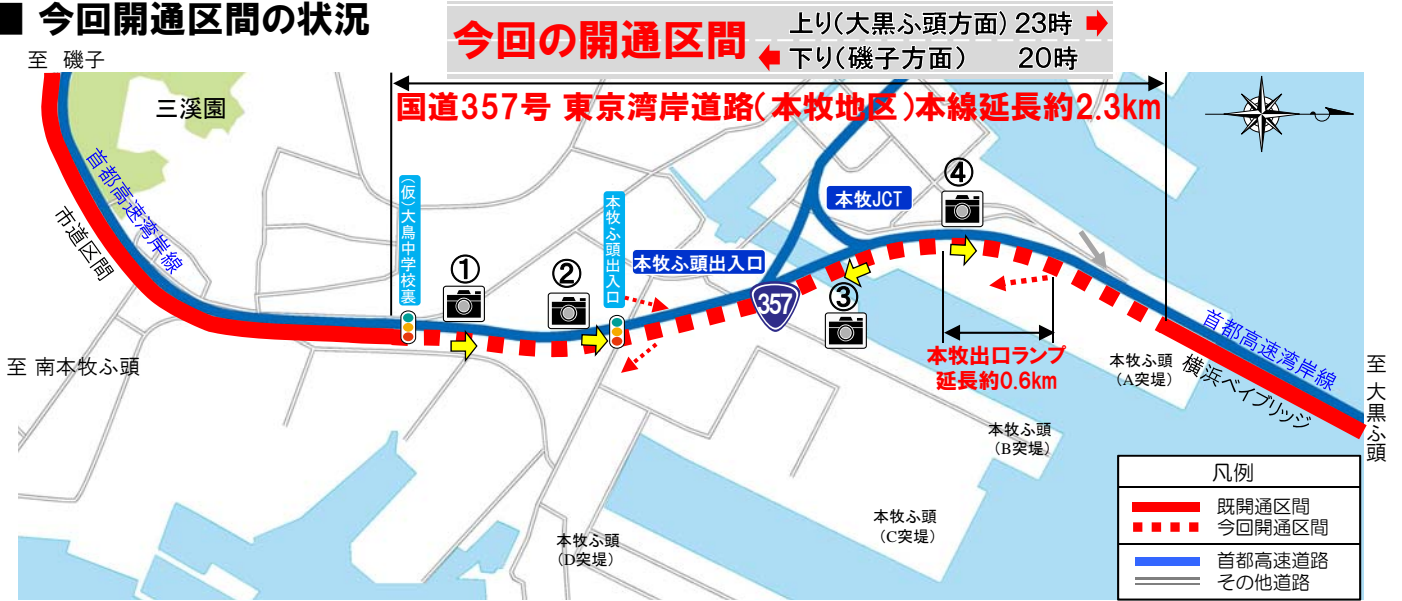 ■ 今回開通区間の状況
今回の開通区間
上り(大黒ふ頭方面) 23時
下り(磯子方面) 20時
至 磯子
三溪園
国道357号 東京湾岸道路(本牧地区)本線延長約2.3km
首都高速湾岸線
市道区間
(仮)大鳥中学校裏
①
②
本牧ふ頭出入口
本牧ふ頭出入口
357
本牧JCT
③
④
本牧出口ランプ
延長約0.6km
本牧ふ頭
(A突堤)
首都高速湾岸線
横浜ベイブリッジ
至 大黒ふ頭
至 南本牧ふ頭
本牧ふ頭
(B突堤)
本牧ふ頭
(C突堤)
本牧ふ頭
(D突堤)
凡例
既開通区間
今回開通区間
首都高速道路
その他道路